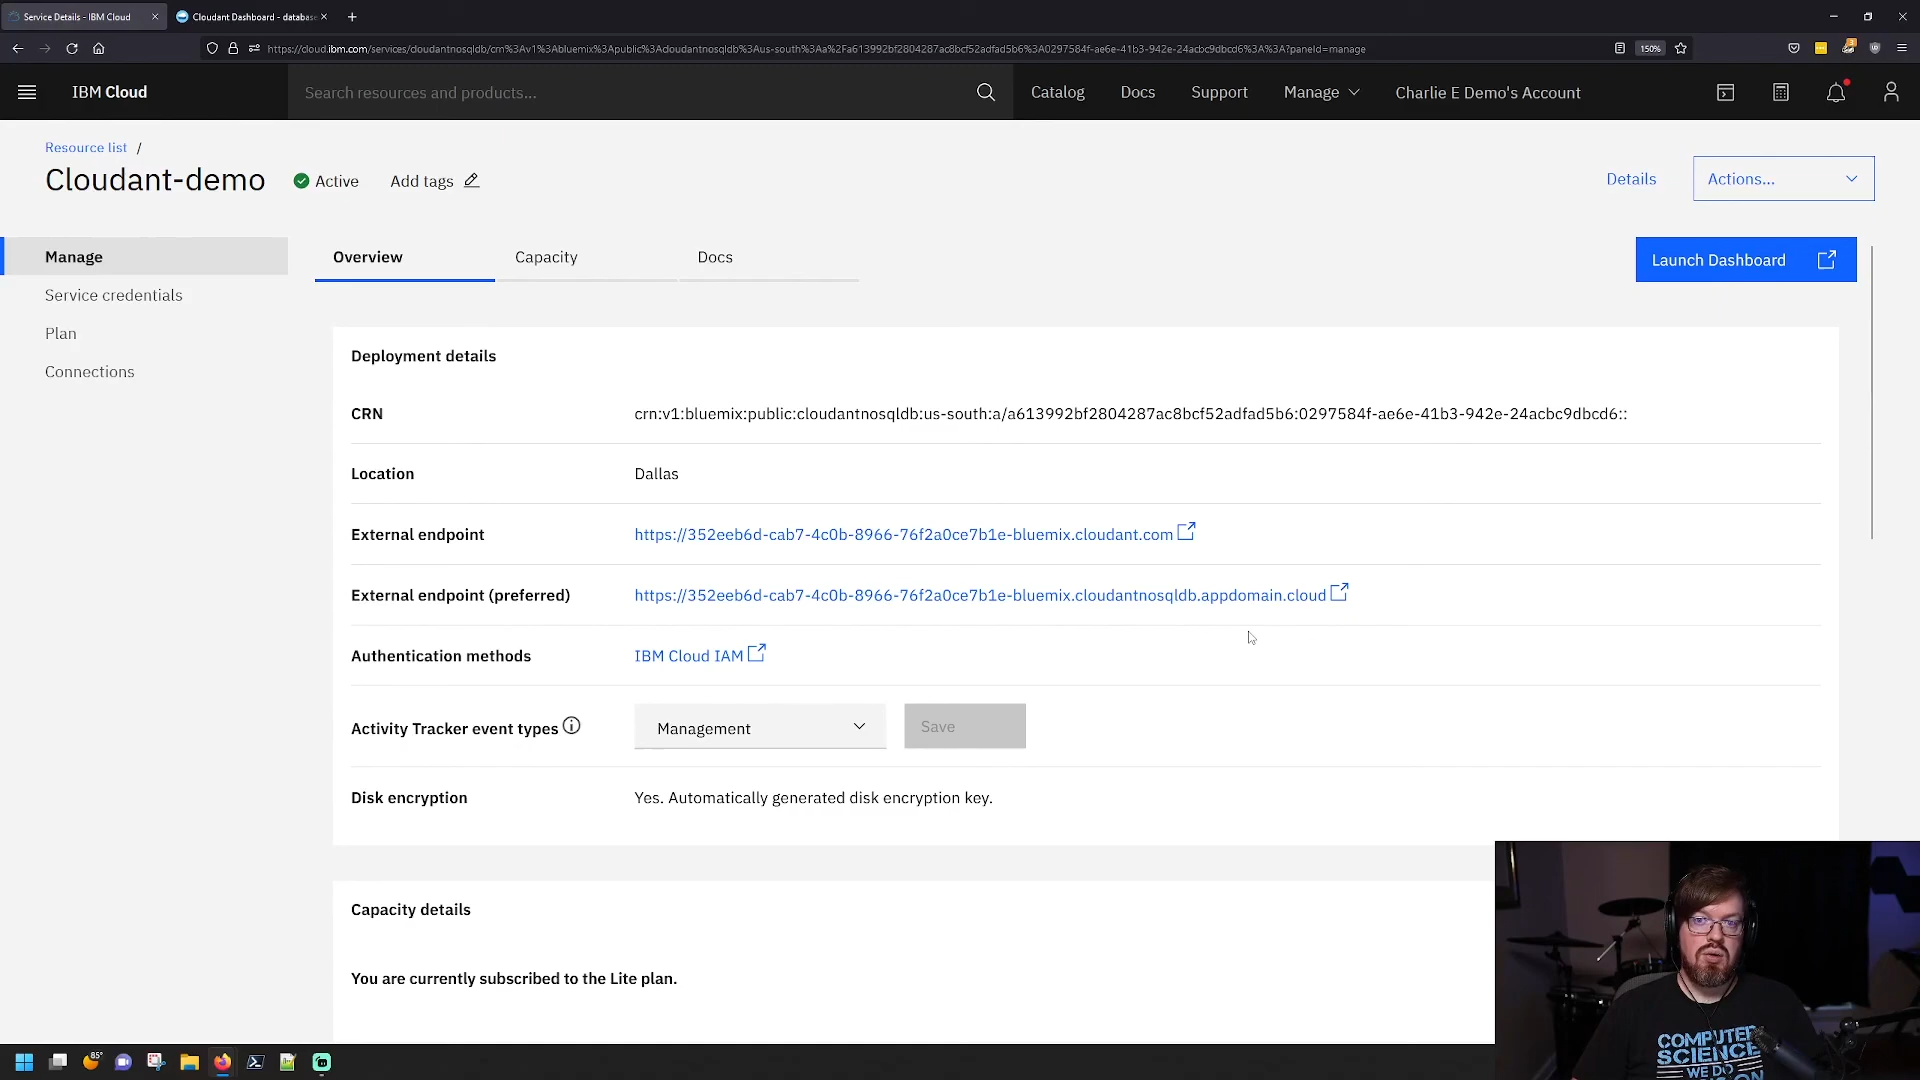 Service Details - IBM Cloud
Cloudant Dashboard - database
https://cloud.ibm.com/services/cloudantnosqldb/crn%3Av1%3Abluemix%3Apublic%3Acloudantnosqldb%3Aus-south%3Aa%2Fa613992bf2804287ac8bcf52adfad5b6%3A0297584f-ae6e-41b3-942e-24acbc9dbcd6%3A%3A?paneId=manage
150%
IBM Cloud
Search resources and products...
Catalog
Docs
Support
Manage
Charlie E Demo's Account
Resource list /
Cloudant-demo
Active
Add tags
Details
Actions...
Manage
Service credentials
Plan
Connections
Overview
Capacity
Docs
Launch Dashboard
Deployment details
CRN
crn:v1:bluemix:public:cloudantnosqldb:us-south:a/a613992bf2804287ac8bcf52adfad5b6:0297584f-ae6e-41b3-942e-24acbc9dbcd6::
Location
Dallas
External endpoint
https://352eeb6d-cab7-4c0b-8966-76f2a0ce7b1e-bluemix.cloudant.com
External endpoint (preferred)
https://352eeb6d-cab7-4c0b-8966-76f2a0ce7b1e-bluemix.cloudantnosqldb.appdomain.cloud
Authentication methods
IBM Cloud IAM
Activity Tracker event types
Management
Save
Disk encryption
Yes. Automatically generated disk encryption key.
Capacity details
You are currently subscribed to the Lite plan.
COMPUTER
SCIENCE
WE DO
85°